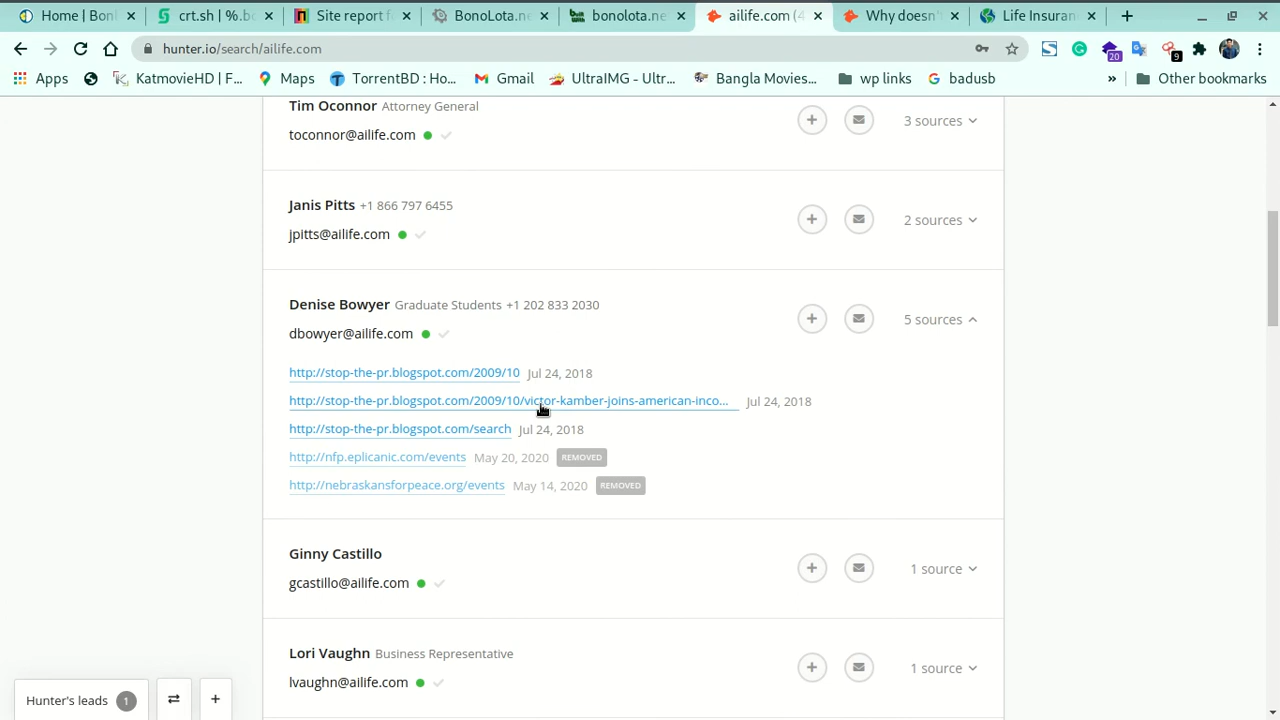 Home | Bonl
crt.sh | %.bo
Site report f
BonoLota.ne
bonolota.ne
ailife.com (4
Why doesn'
Life Insuran
hunter.io/search/ailife.com
20
9
Apps
KatmovieHD | F...
Maps
TorrentBD : Ho...
Gmail
UltraIMG - Ultr...
Bangla Movies...
wp links
badusb
»
Other bookmarks
Tim Oconnor Attorney General
toconnor@ailife.com
3 sources
Janis Pitts +1 866 797 6455
jpitts@ailife.com
2 sources
Denise Bowyer Graduate Students +1 202 833 2030
dbowyer@ailife.com
5 sources
http://stop-the-pr.blogspot.com/2009/10 Jul 24, 2018
http://stop-the-pr.blogspot.com/2009/10/victor-kamber-joins-american-inco... Jul 24, 2018
http://stop-the-pr.blogspot.com/search Jul 24, 2018
http://nfp.eplicanic.com/events May 20, 2020 REMOVED
http://nebraskansforpeace.org/events May 14, 2020 REMOVED
Ginny Castillo
gcastillo@ailife.com
1 source
Lori Vaughn Business Representative
lvaughn@ailife.com
1 source
Hunter's leads 1